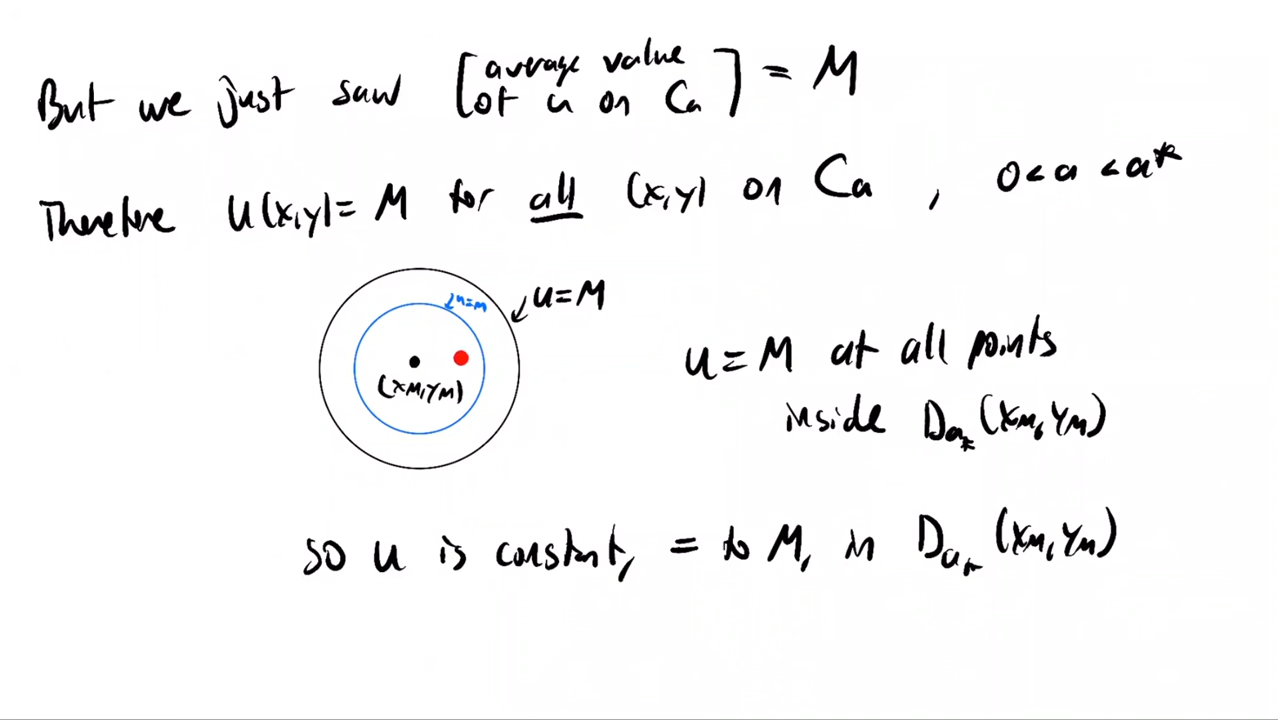 But we just saw [average value of u on Ca] = M
Therefore u(x,y) = M for all (x,y) on Ca , 0<a<a*
u=M
u=M
(xM,yM)
u = M at all points
inside Da*(xM, yM)
so u is constant, = to M, in Da*(xM, yM)